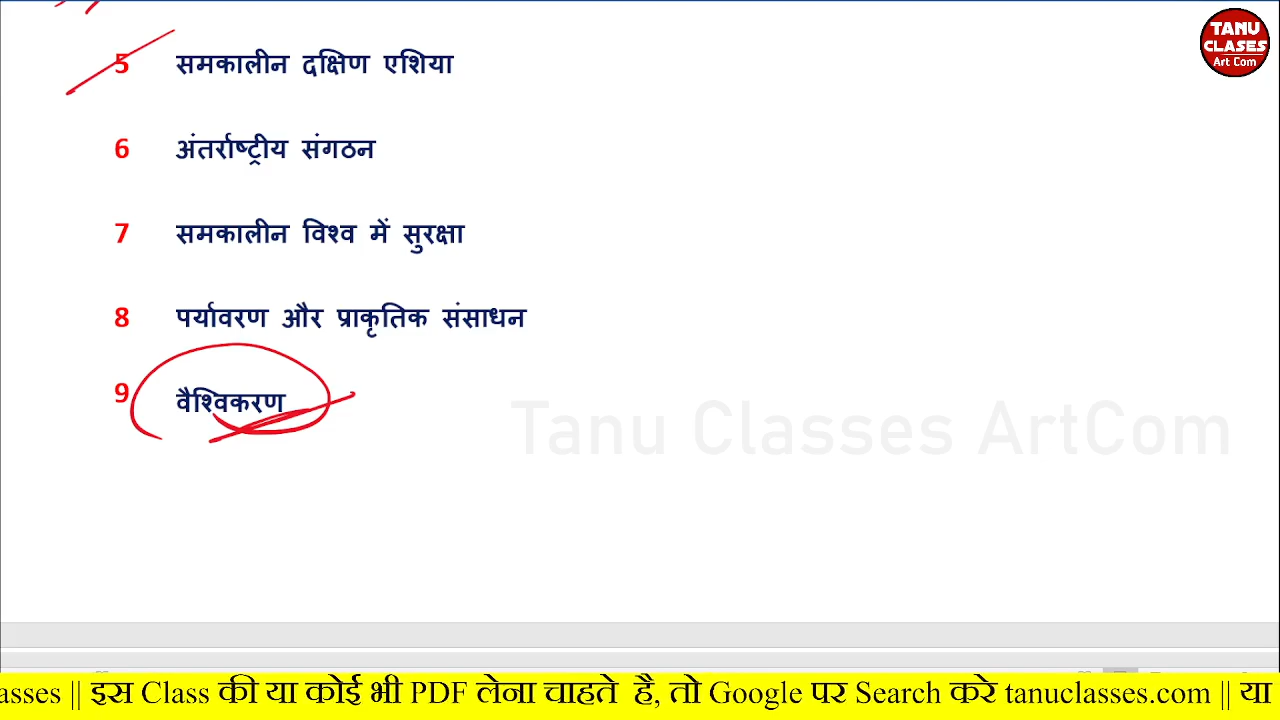 TANU
CLASES
Art Com
5 समकालीन दक्षिण एशिया
6 अंतर्राष्ट्रीय संगठन
7 समकालीन विश्व में सुरक्षा
8 पर्यावरण और प्राकृतिक संसाधन
9 वैश्विकरण
Tanu Classes ArtCom
asses || इस Class की या कोई भी PDF लेना चाहते है, तो Google पर Search करे tanuclasses.com || या